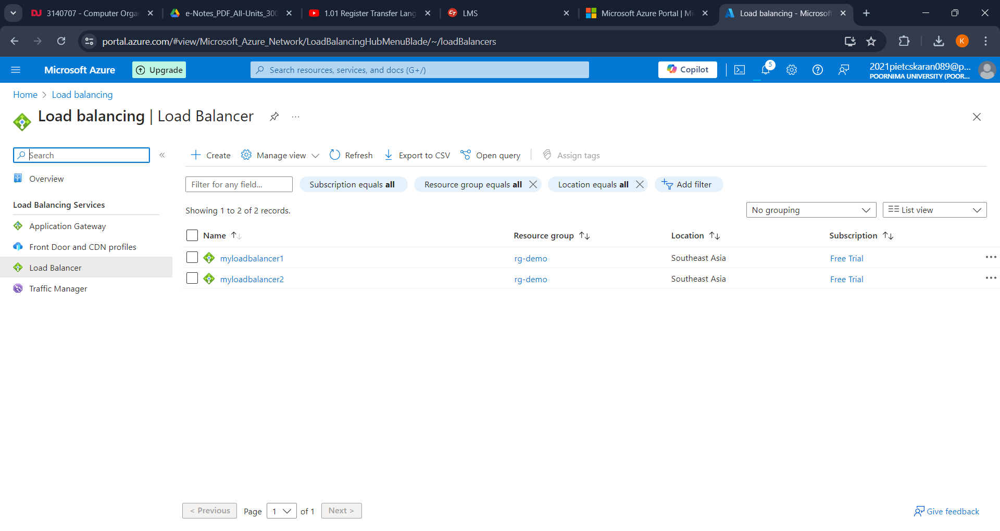 3140707 - Computer Orga
e-Notes_PDF_All-Units_300
1.01 Register Transfer Lang
LMS
Microsoft Azure Portal | Mi
Load balancing - Microsoft
portal.azure.com/#view/Microsoft_Azure_Network/LoadBalancingHubMenuBlade/~/loadBalancers
K
Microsoft Azure
Upgrade
Search resources, services, and docs (G+/)
Copilot
5
2021pietcskaran089@p...
POORNIMA UNIVERSITY (POOR...
Home > Load balancing
Load balancing | Load Balancer
Search
Overview
Load Balancing Services
Application Gateway
Front Door and CDN profiles
Load Balancer
Traffic Manager
Create Manage view Refresh Export to CSV Open query Assign tags
Filter for any field... Subscription equals all Resource group equals all Location equals all Add filter
Showing 1 to 2 of 2 records. No grouping List view
Name Resource group Location Subscription
myloadbalancer1 rg-demo Southeast Asia Free Trial
myloadbalancer2 rg-demo Southeast Asia Free Trial
< Previous Page 1 of 1 Next >
Give feedback